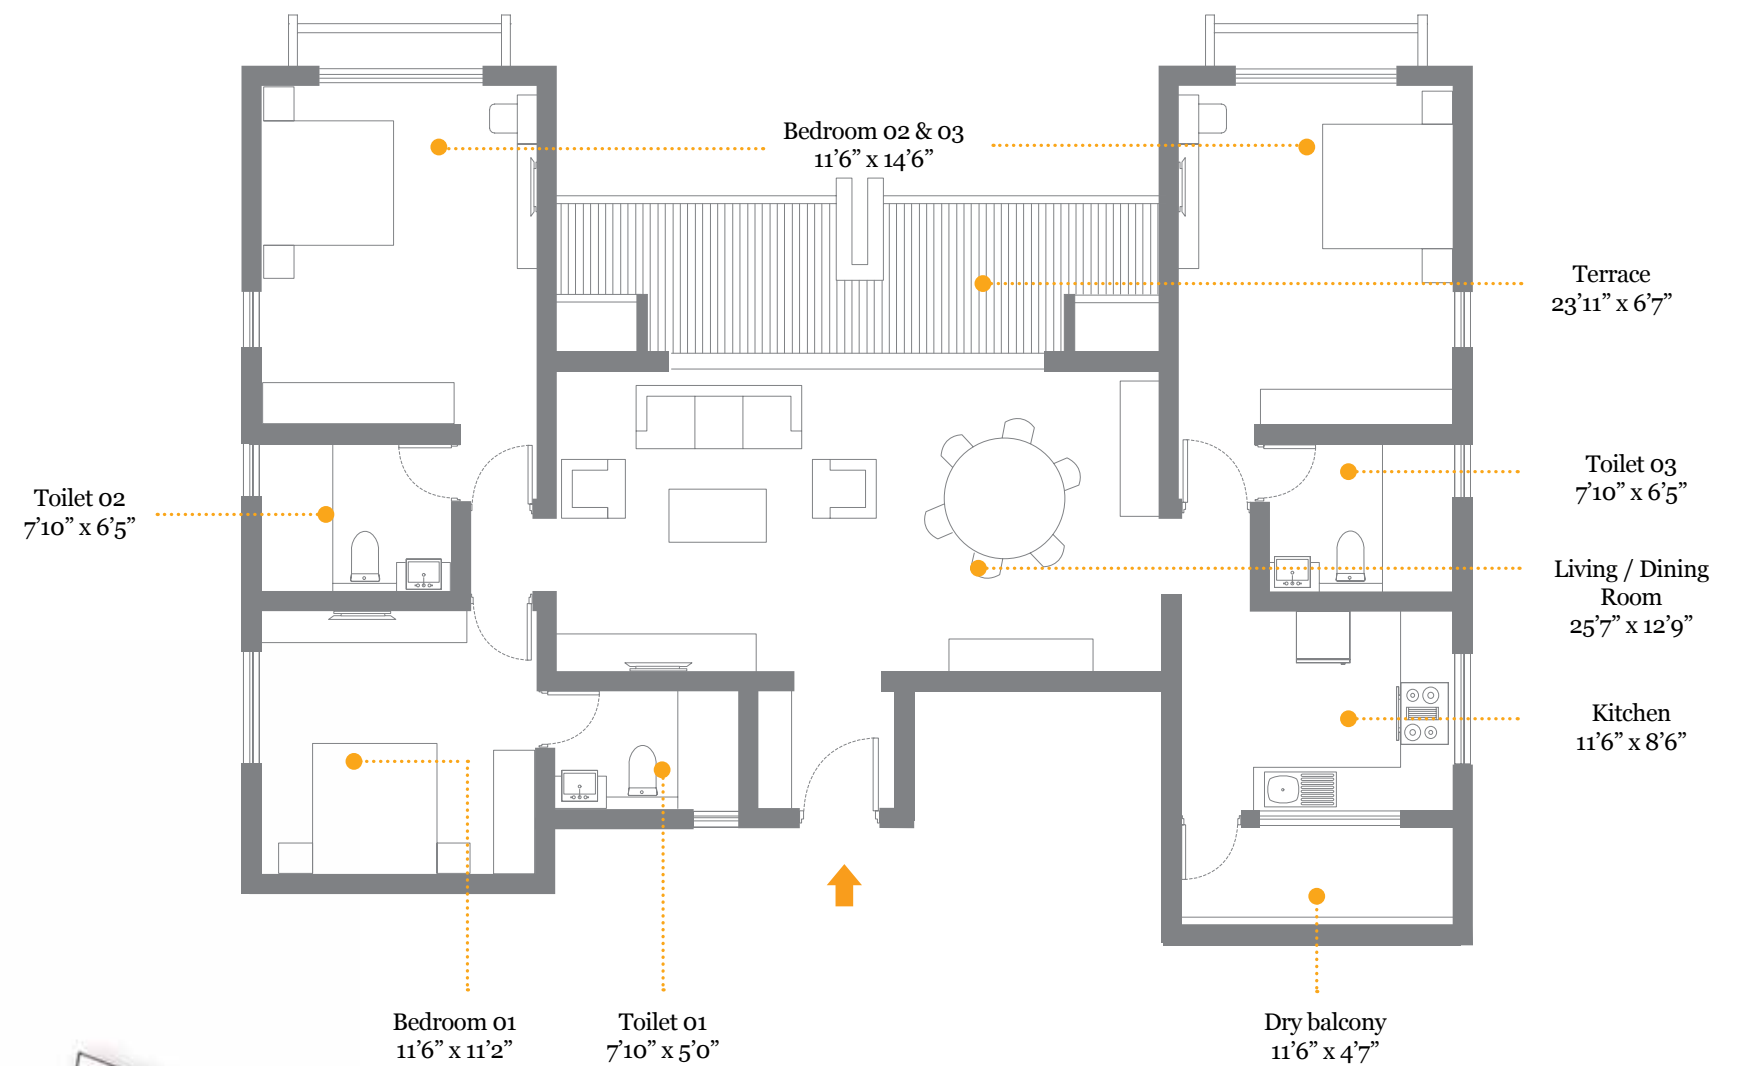 Bedroom 02 & 03
11’6” x 14’6”
Terrace
23’11” x 6’7”
Toilet 02
7’10” x 6’5”
Toilet 03
7’10” x 6’5”
Living / Dining
Room
25’7” x 12’9”
Kitchen
11’6” x 8’6”
Bedroom 01
11’6” x 11’2”
Toilet 01
7’10” x 5’0”
Dry balcony
11’6” x 4’7”